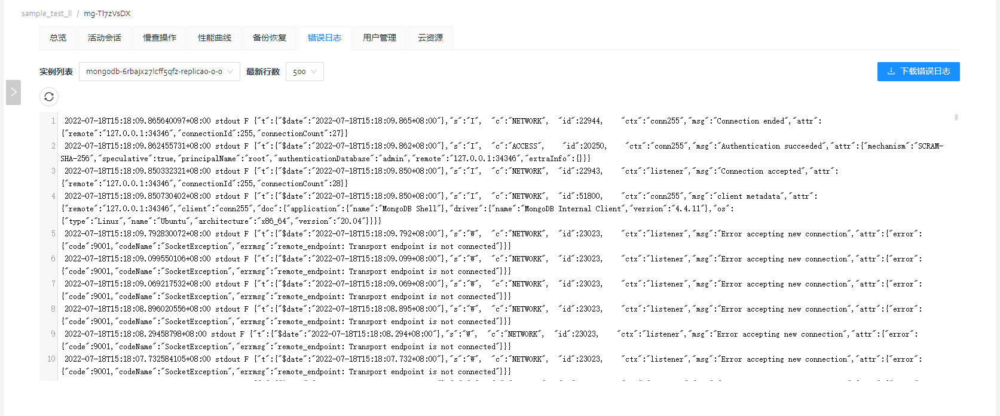 sample_test_ll / mg-Tl7zVsDX
总览 活动会话 慢查操作 性能曲线 备份恢复 错误日志 用户管理 云资源
实例列表 mongodb-6rbajx27lcff5qfz-replica0-0-0 最新行数 500 下载错误日志
1 2022-07-18T15:18:09.865640097+08:00 stdout F {"t":{"$date":"2022-07-18T15:18:09.865+08:00"},"s":"I", "c":"NETWORK", "id":22944, "ctx":"conn255","msg":"Connection ended","attr":
{"remote":"127.0.0.1:34346","connectionId":255,"connectionCount":27}}
2 2022-07-18T15:18:09.862455731+08:00 stdout F {"t":{"$date":"2022-07-18T15:18:09.862+08:00"},"s":"I", "c":"ACCESS", "id":20250, "ctx":"conn255","msg":"Authentication succeeded","attr":{"mechanism":"SCRAM-
SHA-256","speculative":true,"principalName":"root","authenticationDatabase":"admin","remote":"127.0.0.1:34346","extraInfo":{}}}
3 2022-07-18T15:18:09.850332321+08:00 stdout F {"t":{"$date":"2022-07-18T15:18:09.850+08:00"},"s":"I", "c":"NETWORK", "id":22943, "ctx":"listener","msg":"Connection accepted","attr":
{"remote":"127.0.0.1:34346","connectionId":255,"connectionCount":28}}
4 2022-07-18T15:18:09.850730402+08:00 stdout F {"t":{"$date":"2022-07-18T15:18:09.850+08:00"},"s":"I", "c":"NETWORK", "id":51800, "ctx":"conn255","msg":"client metadata","attr":
{"remote":"127.0.0.1:34346","client":"conn255","doc":{"application":{"name":"MongoDB Shell"},"driver":{"name":"MongoDB Internal Client","version":"4.4.11"},"os":
{"type":"Linux","name":"Ubuntu","architecture":"x86_64","version":"20.04"}}}}
5 2022-07-18T15:18:09.792830072+08:00 stdout F {"t":{"$date":"2022-07-18T15:18:09.792+08:00"},"s":"W", "c":"NETWORK", "id":23023, "ctx":"listener","msg":"Error accepting new connection","attr":{"error":
{"code":9001,"codeName":"SocketException","errmsg":"remote_endpoint: Transport endpoint is not connected"}}}
6 2022-07-18T15:18:09.099550106+08:00 stdout F {"t":{"$date":"2022-07-18T15:18:09.099+08:00"},"s":"W", "c":"NETWORK", "id":23023, "ctx":"listener","msg":"Error accepting new connection","attr":{"error":
{"code":9001,"codeName":"SocketException","errmsg":"remote_endpoint: Transport endpoint is not connected"}}}
7 2022-07-18T15:18:09.069217532+08:00 stdout F {"t":{"$date":"2022-07-18T15:18:09.069+08:00"},"s":"W", "c":"NETWORK", "id":23023, "ctx":"listener","msg":"Error accepting new connection","attr":{"error":
{"code":9001,"codeName":"SocketException","errmsg":"remote_endpoint: Transport endpoint is not connected"}}}
8 2022-07-18T15:18:08.896020556+08:00 stdout F {"t":{"$date":"2022-07-18T15:18:08.895+08:00"},"s":"W", "c":"NETWORK", "id":23023, "ctx":"listener","msg":"Error accepting new connection","attr":{"error":
{"code":9001,"codeName":"SocketException","errmsg":"remote_endpoint: Transport endpoint is not connected"}}}
9 2022-07-18T15:18:08.29458798+08:00 stdout F {"t":{"$date":"2022-07-18T15:18:08.294+08:00"},"s":"W", "c":"NETWORK", "id":23023, "ctx":"listener","msg":"Error accepting new connection","attr":{"error":
{"code":9001,"codeName":"SocketException","errmsg":"remote_endpoint: Transport endpoint is not connected"}}}
10 2022-07-18T15:18:07.732584105+08:00 stdout F {"t":{"$date":"2022-07-18T15:18:07.732+08:00"},"s":"W", "c":"NETWORK", "id":23023, "ctx":"listener","msg":"Error accepting new connection","attr":{"error":
{"code":9001,"codeName":"SocketException","errmsg":"remote_endpoint: Transport endpoint is not connected"}}}